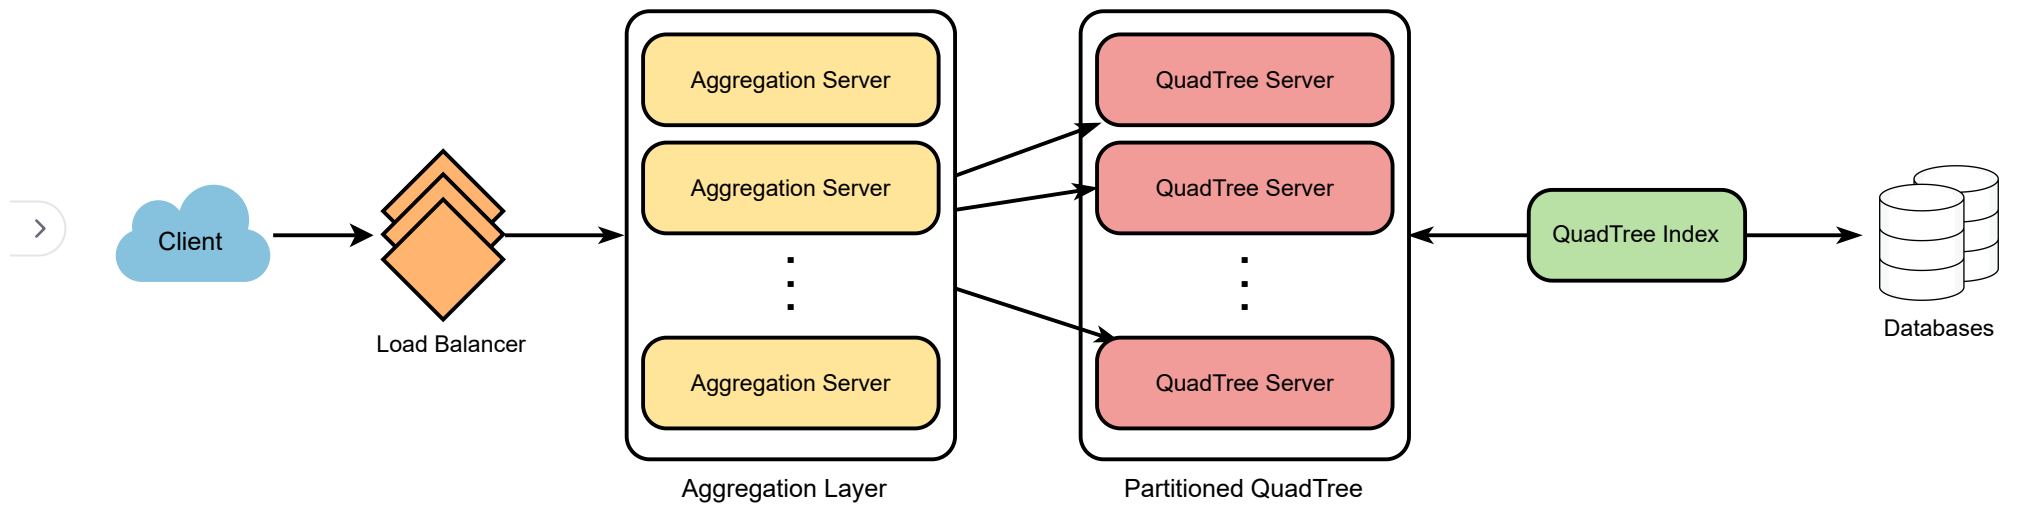 Client
Load Balancer
Aggregation Server
Aggregation Server
Aggregation Server
Aggregation Layer
QuadTree Server
QuadTree Server
QuadTree Server
Partitioned QuadTree
QuadTree Index
Databases